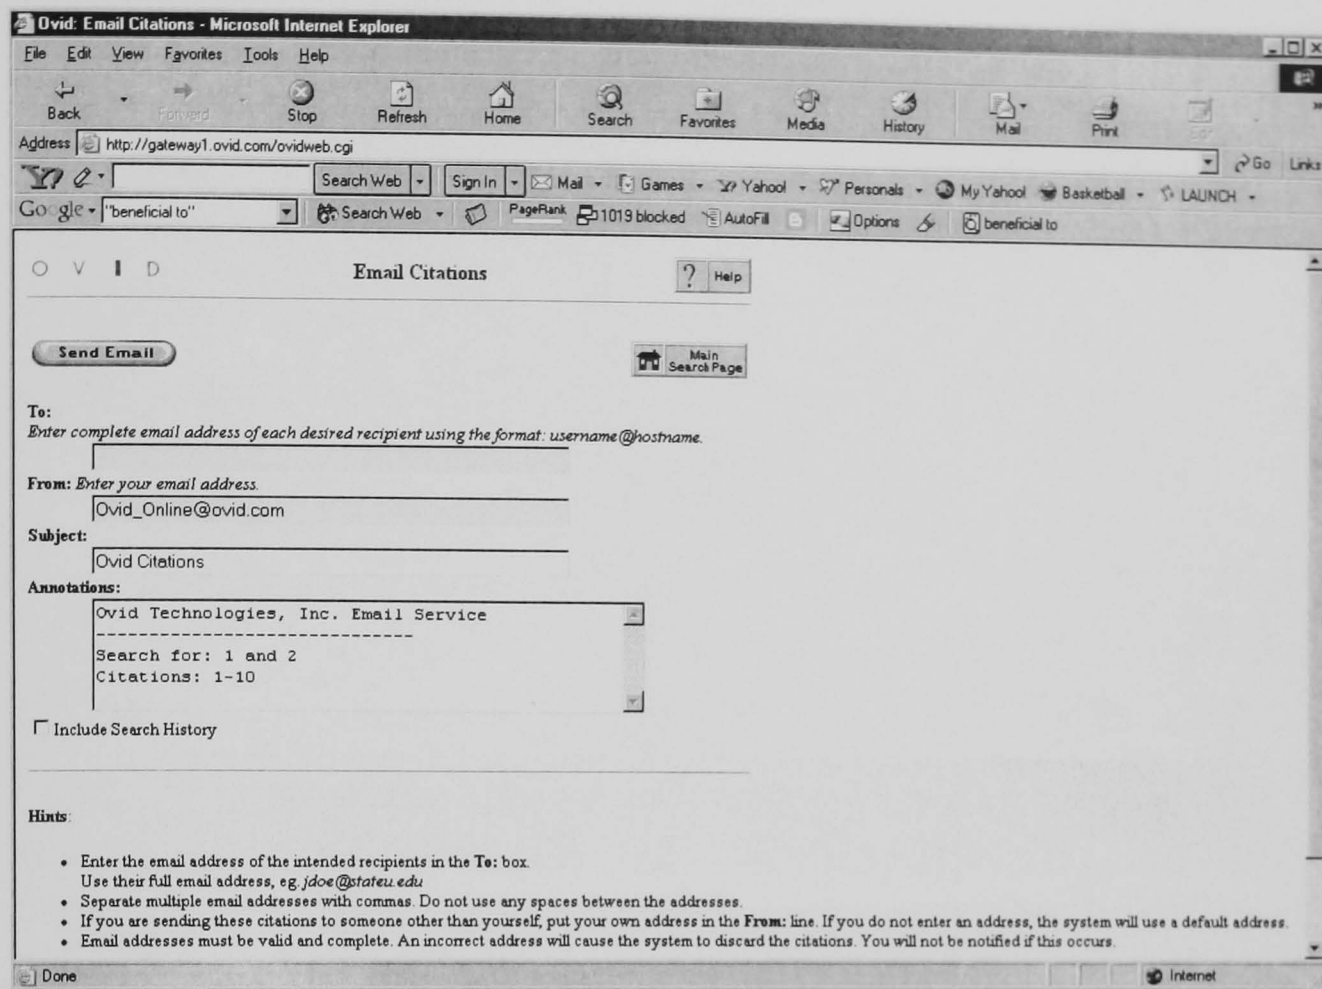 Ovid: Email Citations - Microsoft Internet Explorer
File Edit View Favorites Tools Help
Back Forward Stop Refresh Home Search Favorites Media History Mail Print Edit
Address http://gateway1.ovid.com/ovidweb.cgi Go Links
Y? Search Web Sign In Mail Games Y? Yahoo Personals My Yahoo Basketball LAUNCH
Google "beneficial to" Search Web PageRank 1019 blocked AutoFill Options beneficial to
O V I D Email Citations ? Help
Send Email Main
Search Page
To:
Enter complete email address of each desired recipient using the format: username@hostname.
From: Enter your email address.
Ovid_Online@ovid.com
Subject:
Ovid Citations
Annotations:
Ovid Technologies, Inc. Email Service
------------------------------
Search for: 1 and 2
Citations: 1-10
Include Search History
Hints:
• Enter the email address of the intended recipients in the To: box.
Use their full email address, eg. jdoe@stateu.edu
• Separate multiple email addresses with commas. Do not use any spaces between the addresses.
• If you are sending these citations to someone other than yourself, put your own address in the From: line. If you do not enter an address, the system will use a default address.
• Email addresses must be valid and complete. An incorrect address will cause the system to discard the citations. You will not be notified if this occurs.
Done Internet